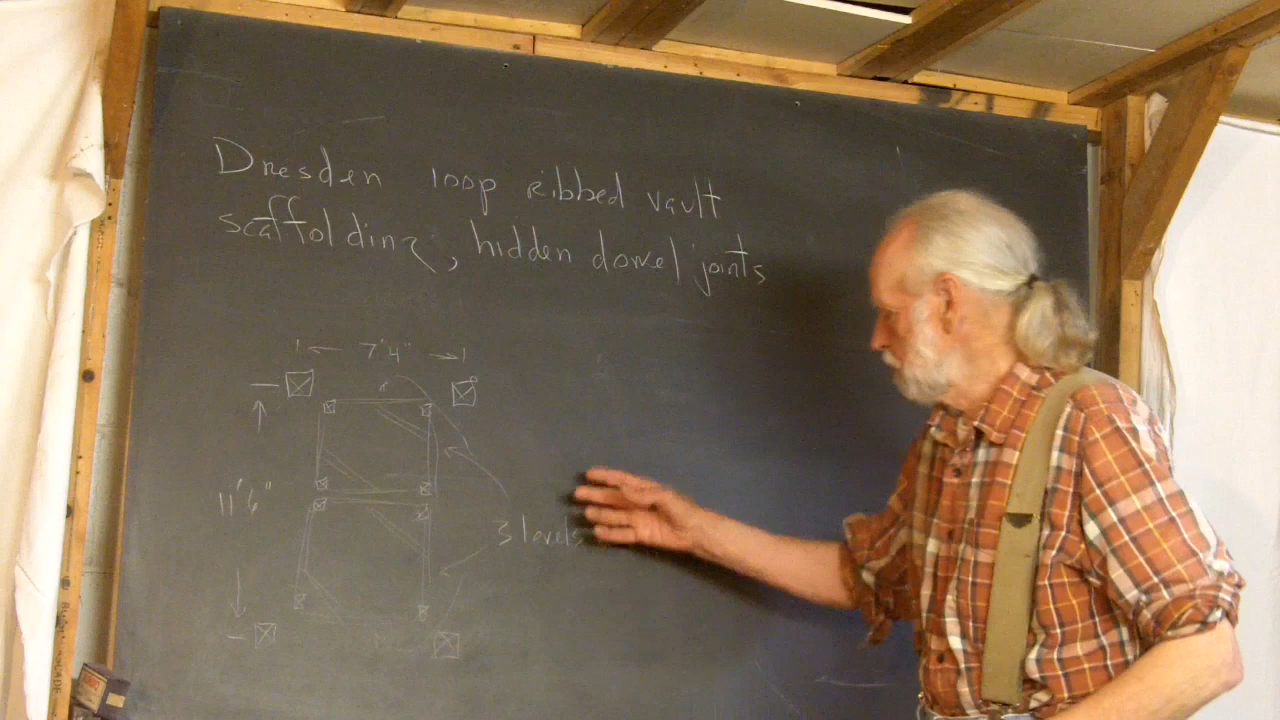 Dresden loop ribbed vault
scaffolding, hidden dowel joints
7'4"
11'6"
3 levels